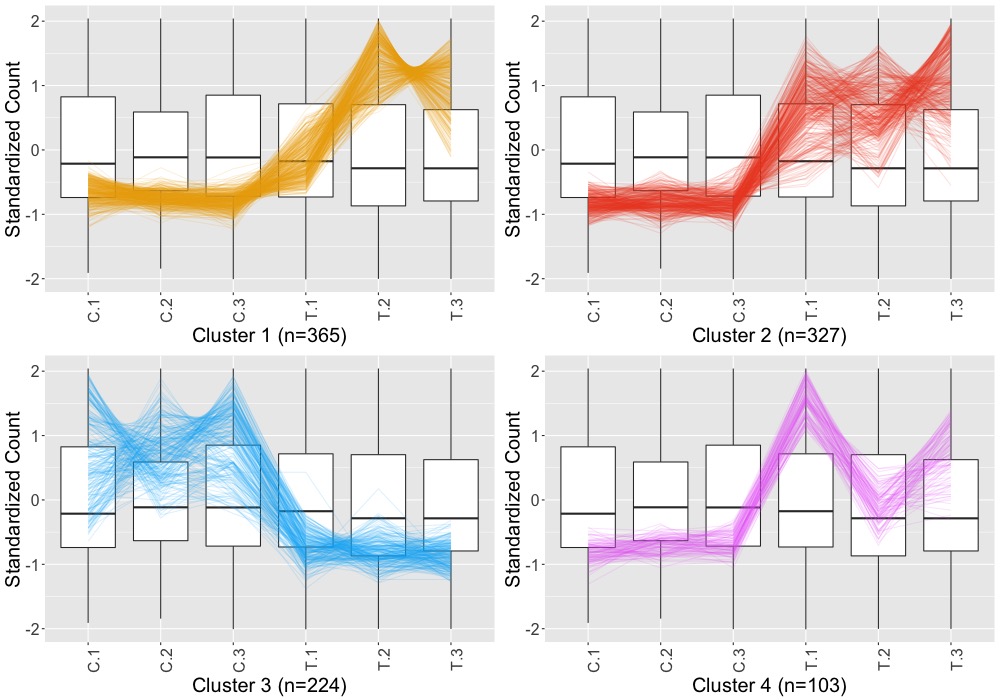 Standardized Count
2
1
0
-1
-2
C.1 C.2 C.3 T.1 T.2 T.3
Cluster 1 (n=365)
Standardized Count
2
1
0
-1
-2
C.1 C.2 C.3 T.1 T.2 T.3
Cluster 2 (n=327)
Standardized Count
2
1
0
-1
-2
C.1 C.2 C.3 T.1 T.2 T.3
Cluster 3 (n=224)
Standardized Count
2
1
0
-1
-2
C.1 C.2 C.3 T.1 T.2 T.3
Cluster 4 (n=103)